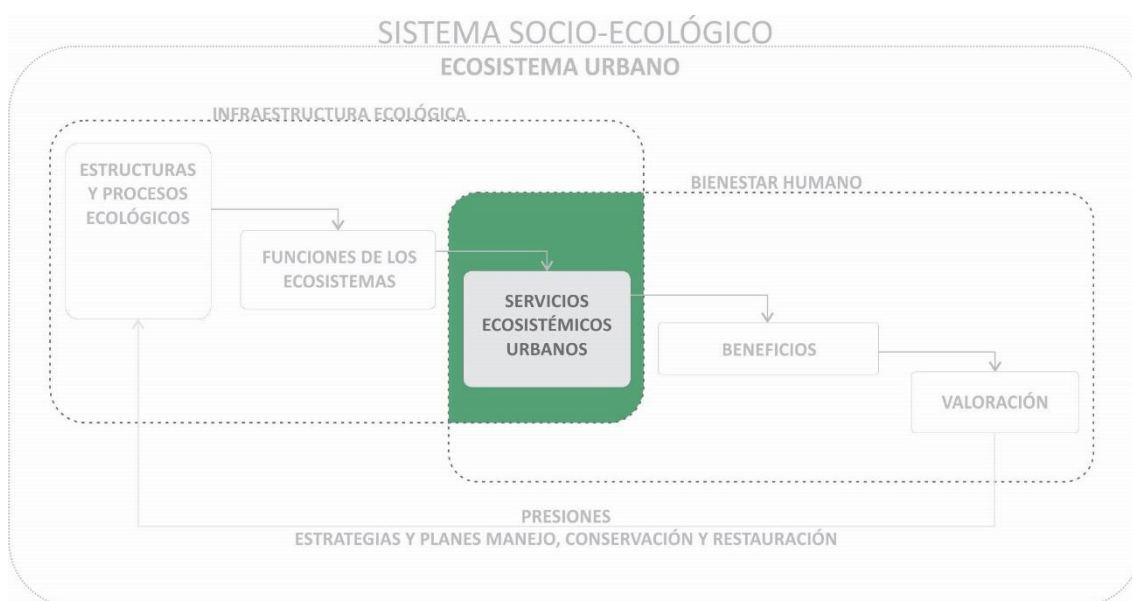 SISTEMA SOCIO-ECOLÓGICO
ECOSISTEMA URBANO
INFRAESTRUCTURA ECOLÓGICA
ESTRUCTURAS
Y PROCESOS
ECOLÓGICOS
BIENESTAR HUMANO
FUNCIONES DE LOS
ECOSISTEMAS
SERVICIOS
ECOSISTÉMICOS
URBANOS
BENEFICIOS
VALORACIÓN
PRESIONES
ESTRATEGIAS Y PLANES MANEJO, CONSERVACIÓN Y RESTAURACIÓN